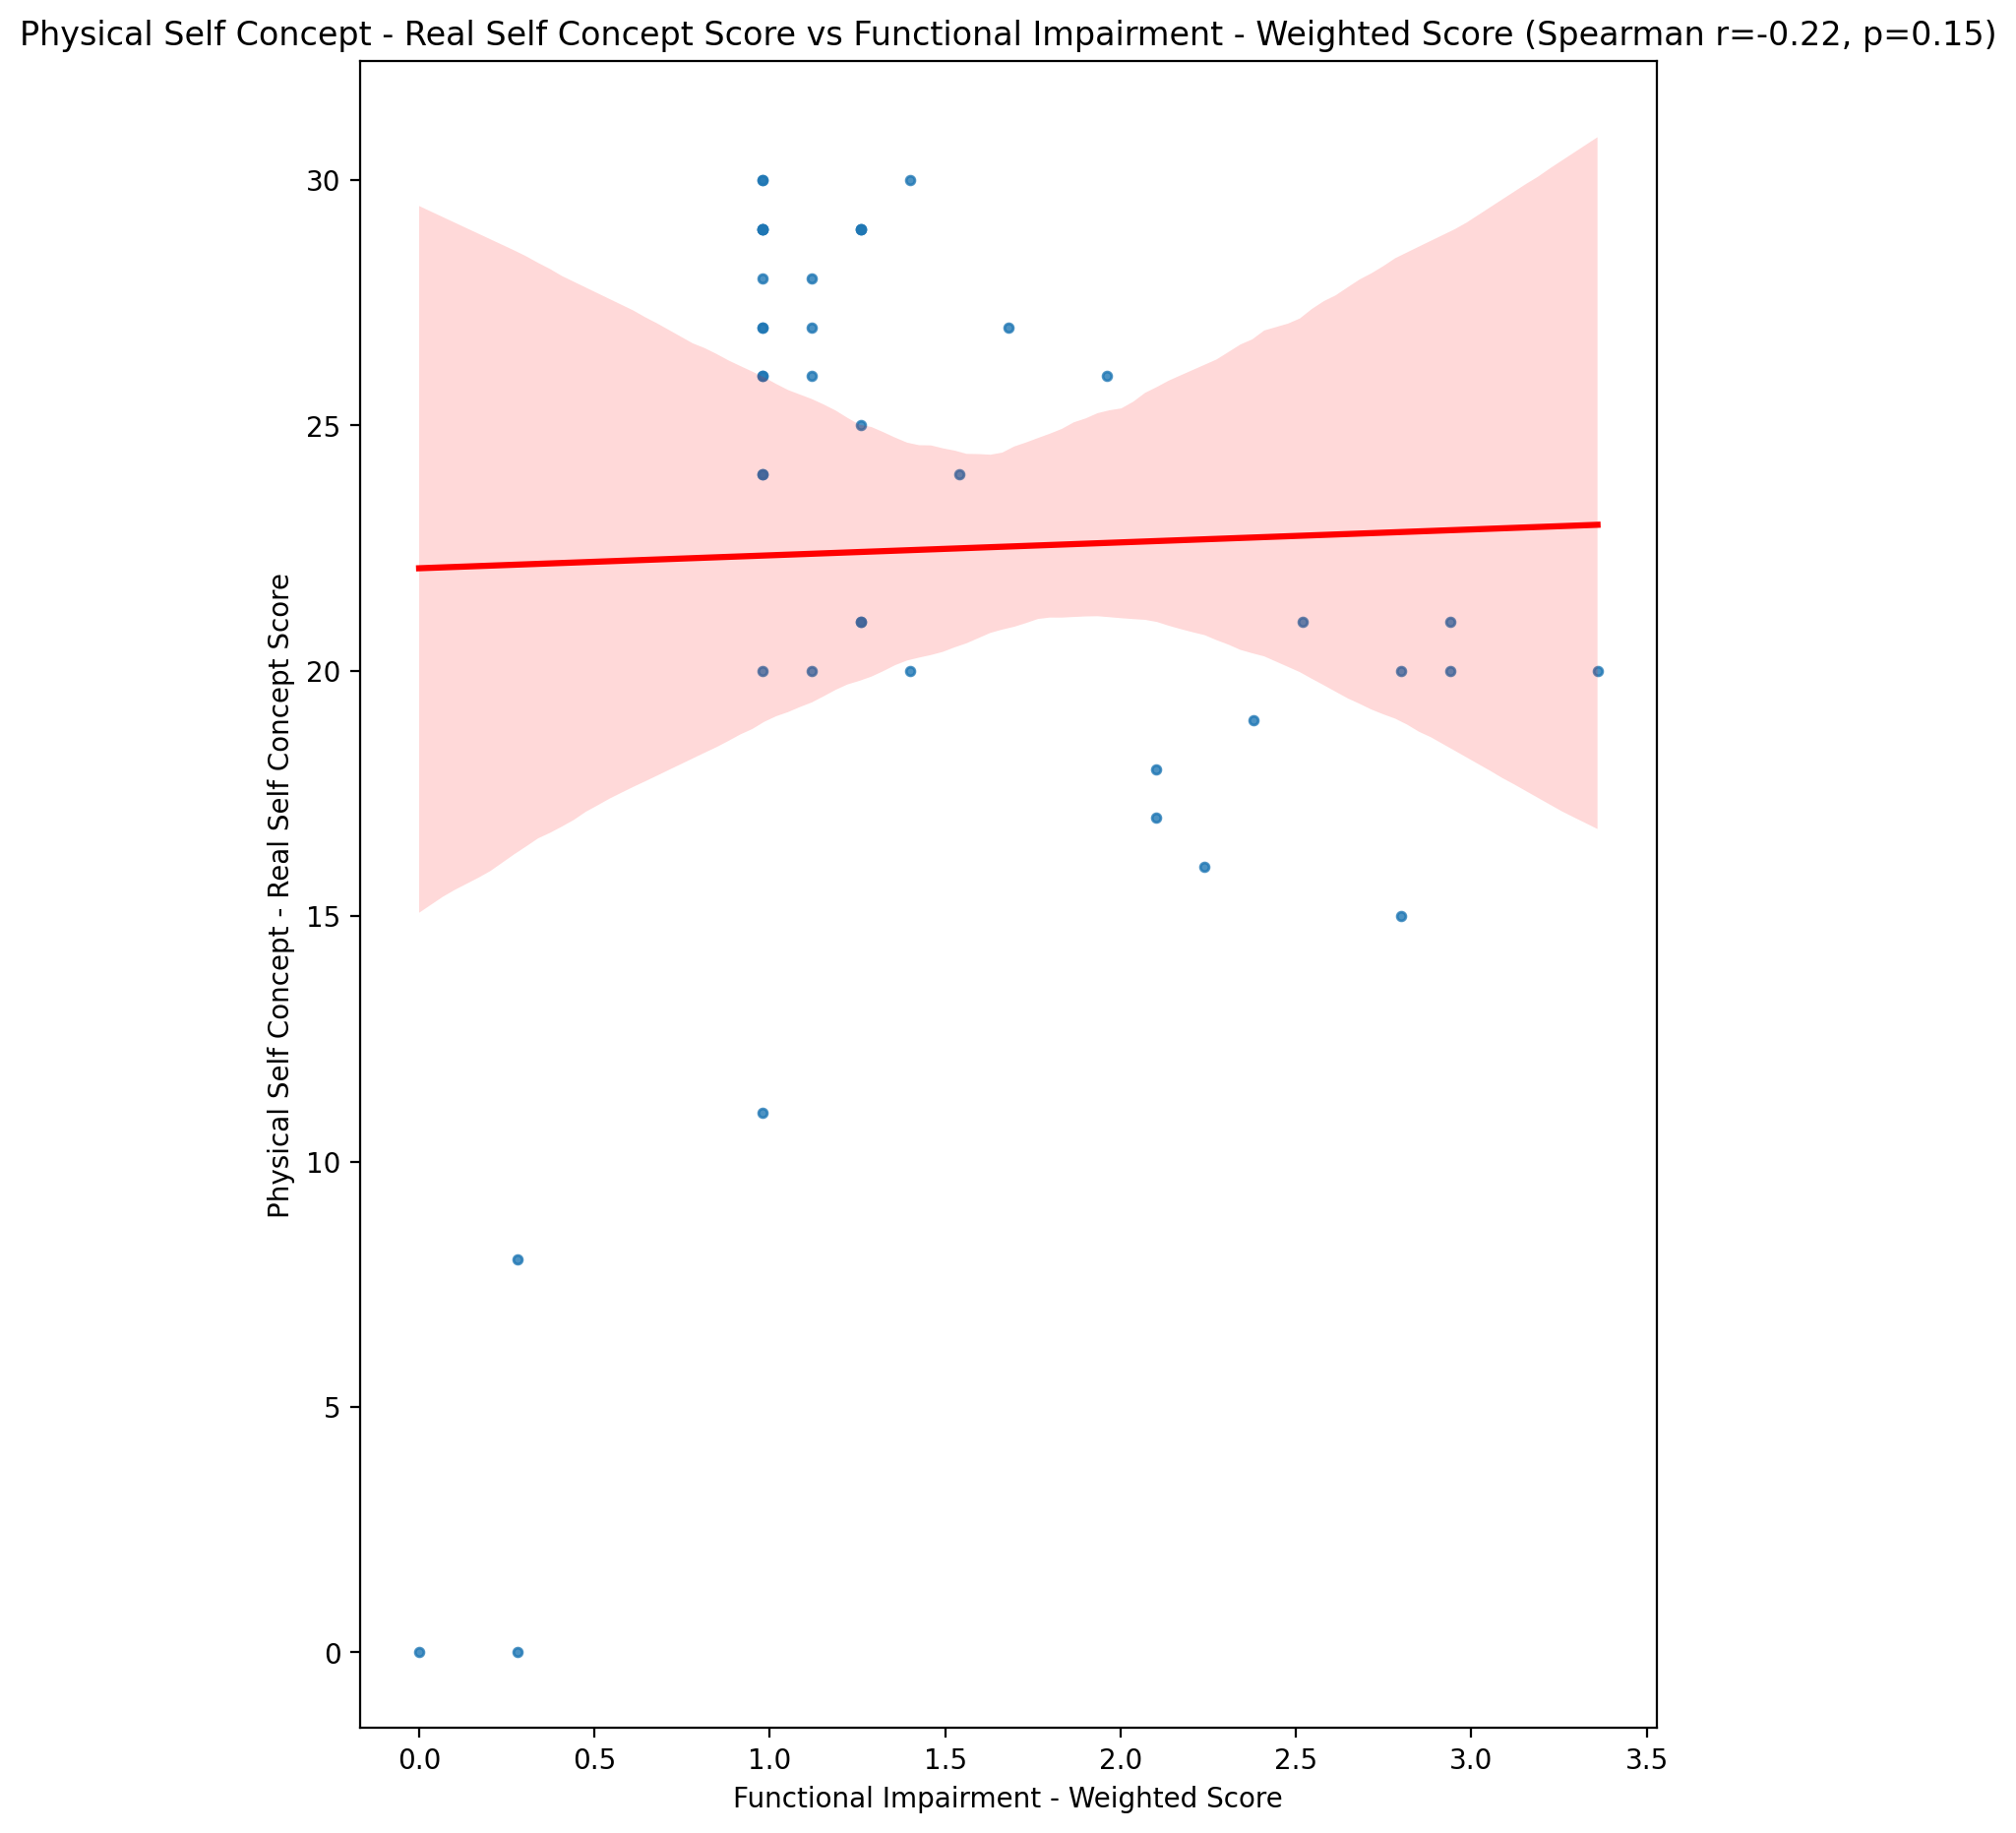 Physical Self Concept - Real Self Concept Score vs Functional Impairment - Weighted Score (Spearman r=-0.22, p=0.15)
Physical Self Concept - Real Self Concept Score
30
25
20
15
10
5
0
0.0 0.5 1.0 1.5 2.0 2.5 3.0 3.5
Functional Impairment - Weighted Score